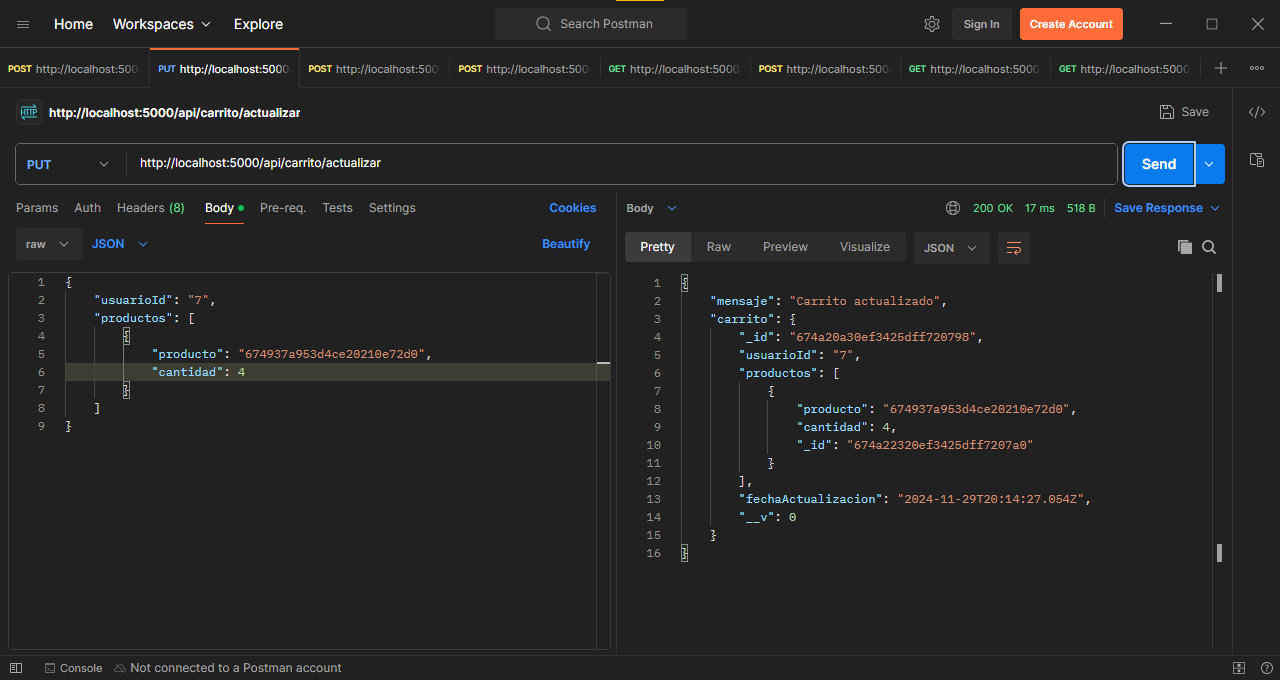 Home Workspaces Explore Search Postman Sign In Create Account
POST http://localhost:500 PUT http://localhost:5000 POST http://localhost:500 POST http://localhost:500 GET http://localhost:5000 POST http://localhost:500 GET http://localhost:5000 GET http://localhost:5000
HTTP http://localhost:5000/api/carrito/actualizar Save
PUT http://localhost:5000/api/carrito/actualizar Send
Params Auth Headers (8) Body Pre-req. Tests Settings Cookies
raw JSON Beautify
1 {
2 "usuarioId": "7",
3 "productos": [
4 {
5 "producto": "674937a953d4ce20210e72d0",
6 "cantidad": 4
7 }
8 ]
9 }
Body 200 OK 17 ms 518 B Save Response
Pretty Raw Preview Visualize JSON
1 {
2 "mensaje": "Carrito actualizado",
3 "carrito": {
4 "_id": "674a20a30ef3425dff720798",
5 "usuarioId": "7",
6 "productos": [
7 {
8 "producto": "674937a953d4ce20210e72d0",
9 "cantidad": 4,
10 "_id": "674a22320ef3425dff7207a0"
11 }
12 ],
13 "fechaActualizacion": "2024-11-29T20:14:27.054Z",
14 "__v": 0
15 }
16 }
Console Not connected to a Postman account